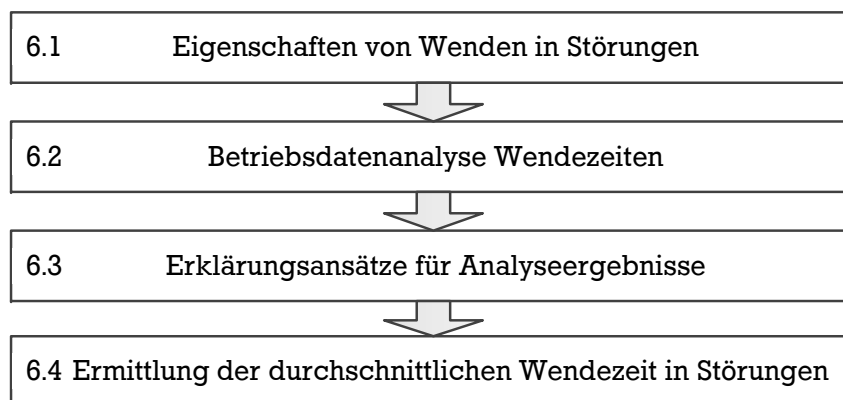 6.1 Eigenschaften von Wenden in Störungen
6.2 Betriebsdatenanalyse Wendezeiten
6.3 Erklärungsansätze für Analyseergebnisse
6.4 Ermittlung der durchschnittlichen Wendezeit in Störungen